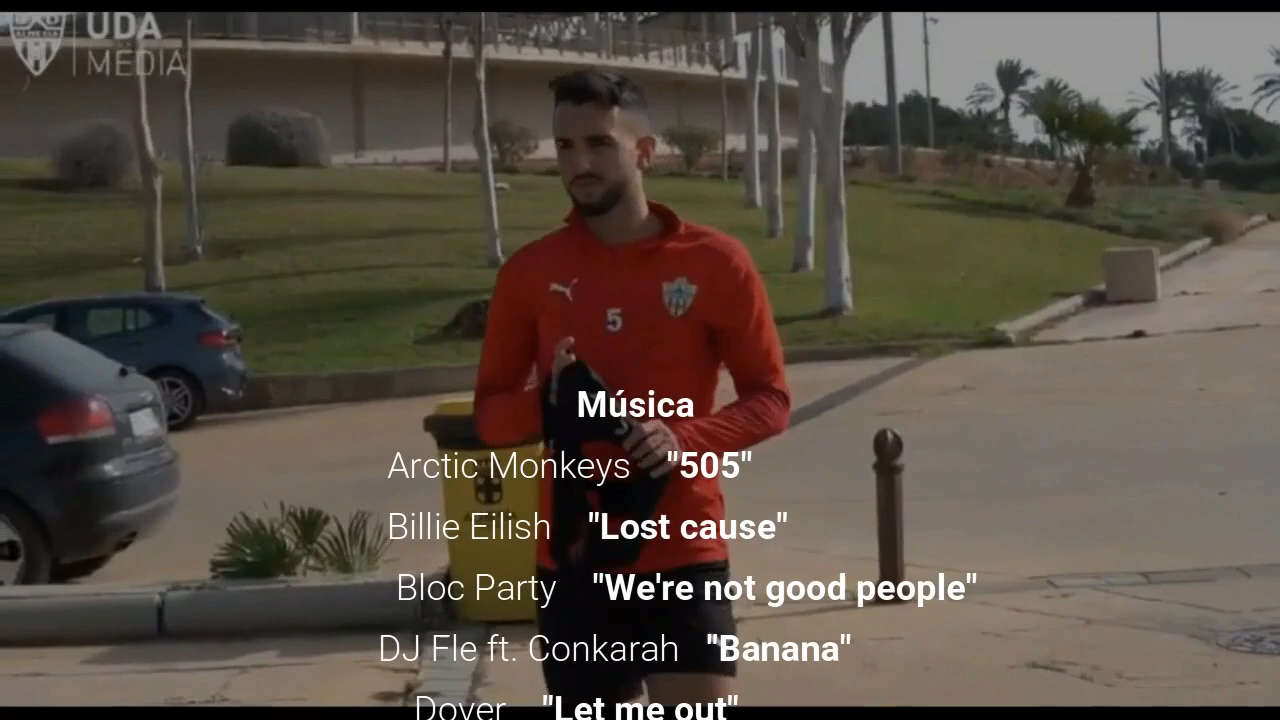 UDA
MEDIA
5
Música
Arctic Monkeys "505"
Billie Eilish "Lost cause"
Bloc Party "We're not good people"
DJ Fle ft. Conkarah "Banana"
Dover "Let me out"